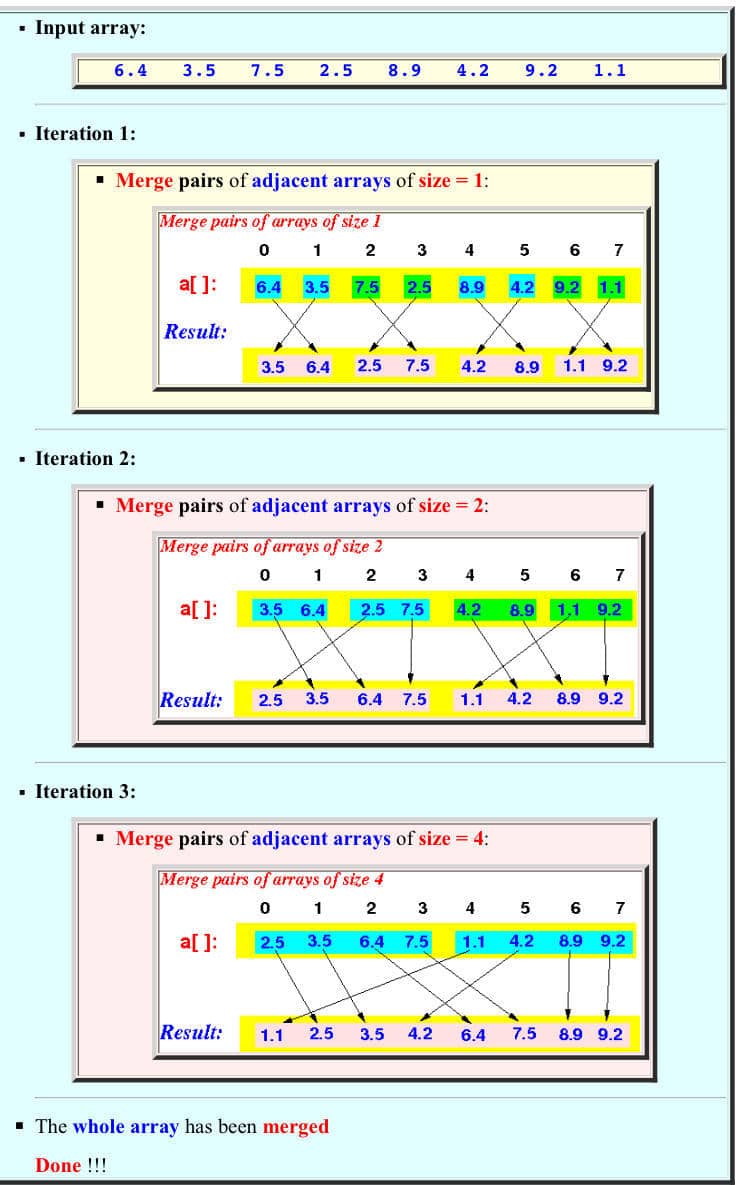 ▪ Input array:
6.4 3.5 7.5 2.5 8.9 4.2 9.2 1.1
▪ Iteration 1:
▪ Merge pairs of adjacent arrays of size = 1:
Merge pairs of arrays of size 1
0 1 2 3 4 5 6 7
a[ ]: 6.4 3.5 7.5 2.5 8.9 4.2 9.2 1.1
Result:
3.5 6.4 2.5 7.5 4.2 8.9 1.1 9.2
▪ Iteration 2:
▪ Merge pairs of adjacent arrays of size = 2:
Merge pairs of arrays of size 2
0 1 2 3 4 5 6 7
a[ ]: 3.5 6.4 2.5 7.5 4.2 8.9 1.1 9.2
Result: 2.5 3.5 6.4 7.5 1.1 4.2 8.9 9.2
▪ Iteration 3:
▪ Merge pairs of adjacent arrays of size = 4:
Merge pairs of arrays of size 4
0 1 2 3 4 5 6 7
a[ ]: 2.5 3.5 6.4 7.5 1.1 4.2 8.9 9.2
Result: 1.1 2.5 3.5 4.2 6.4 7.5 8.9 9.2
▪ The whole array has been merged
Done !!!